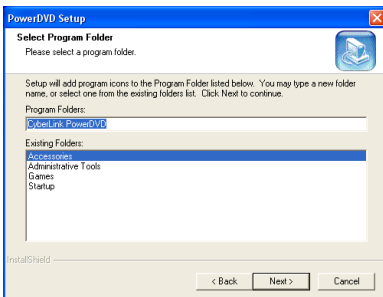 PowerDVD Setup
Select Program Folder
Please select a program folder.
Setup will add program icons to the Program Folder listed below. You may type a new folder
name, or select one from the existing folders list. Click Next to continue.
Program Folders:
CyberLink PowerDVD
Existing Folders:
Accessories
Administrative Tools
Games
Startup
InstallShield
< Back Next > Cancel